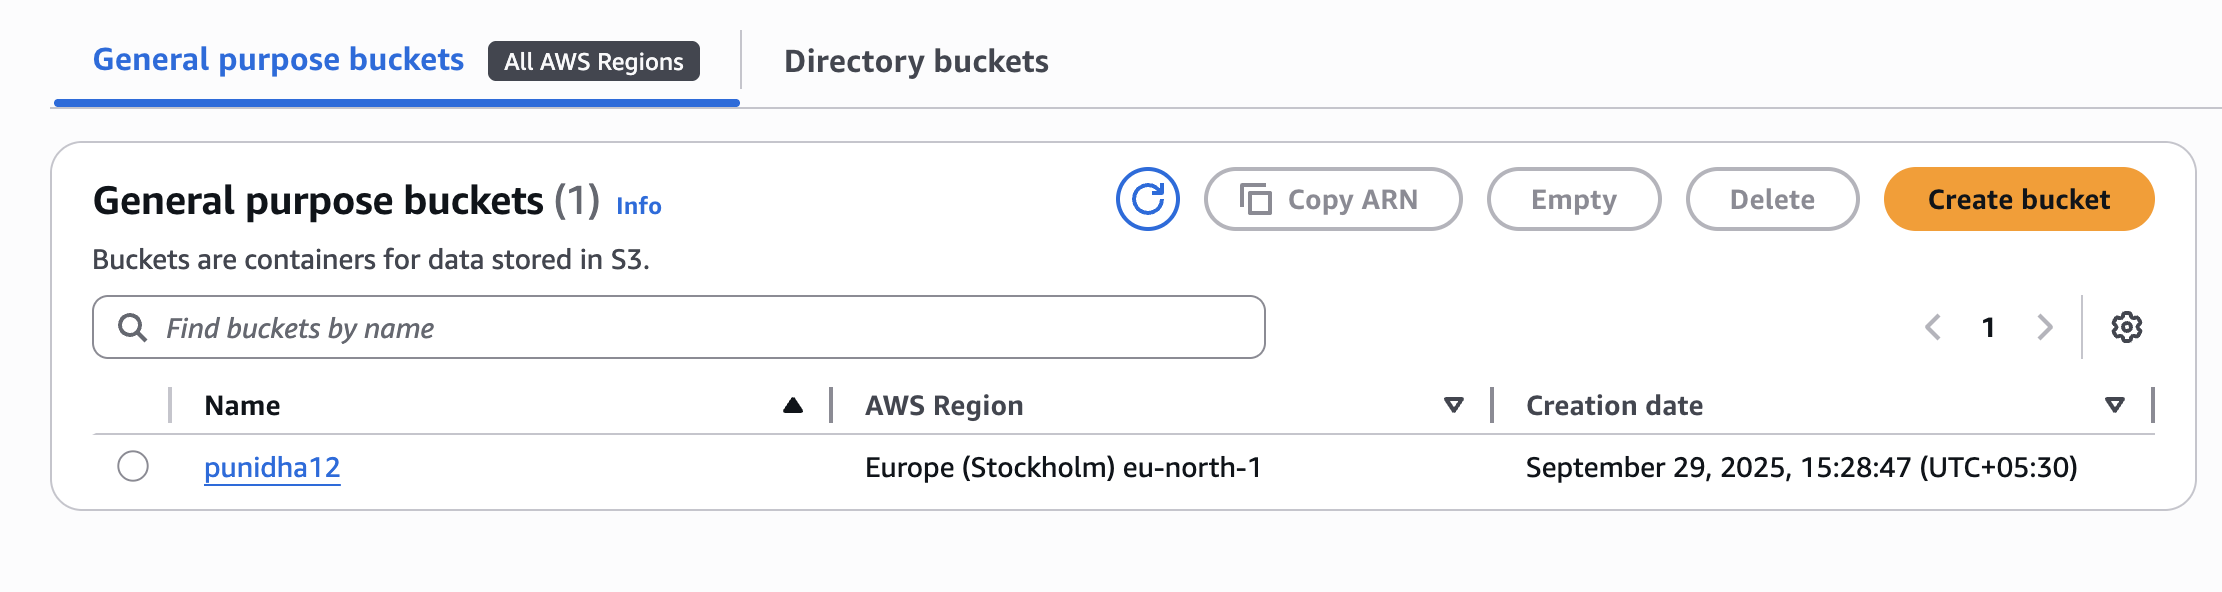 General purpose buckets All AWS Regions Directory buckets
General purpose buckets (1) Info Copy ARN Empty Delete Create bucket
Buckets are containers for data stored in S3.
Find buckets by name 1
Name AWS Region Creation date
punidha12 Europe (Stockholm) eu-north-1 September 29, 2025, 15:28:47 (UTC+05:30)